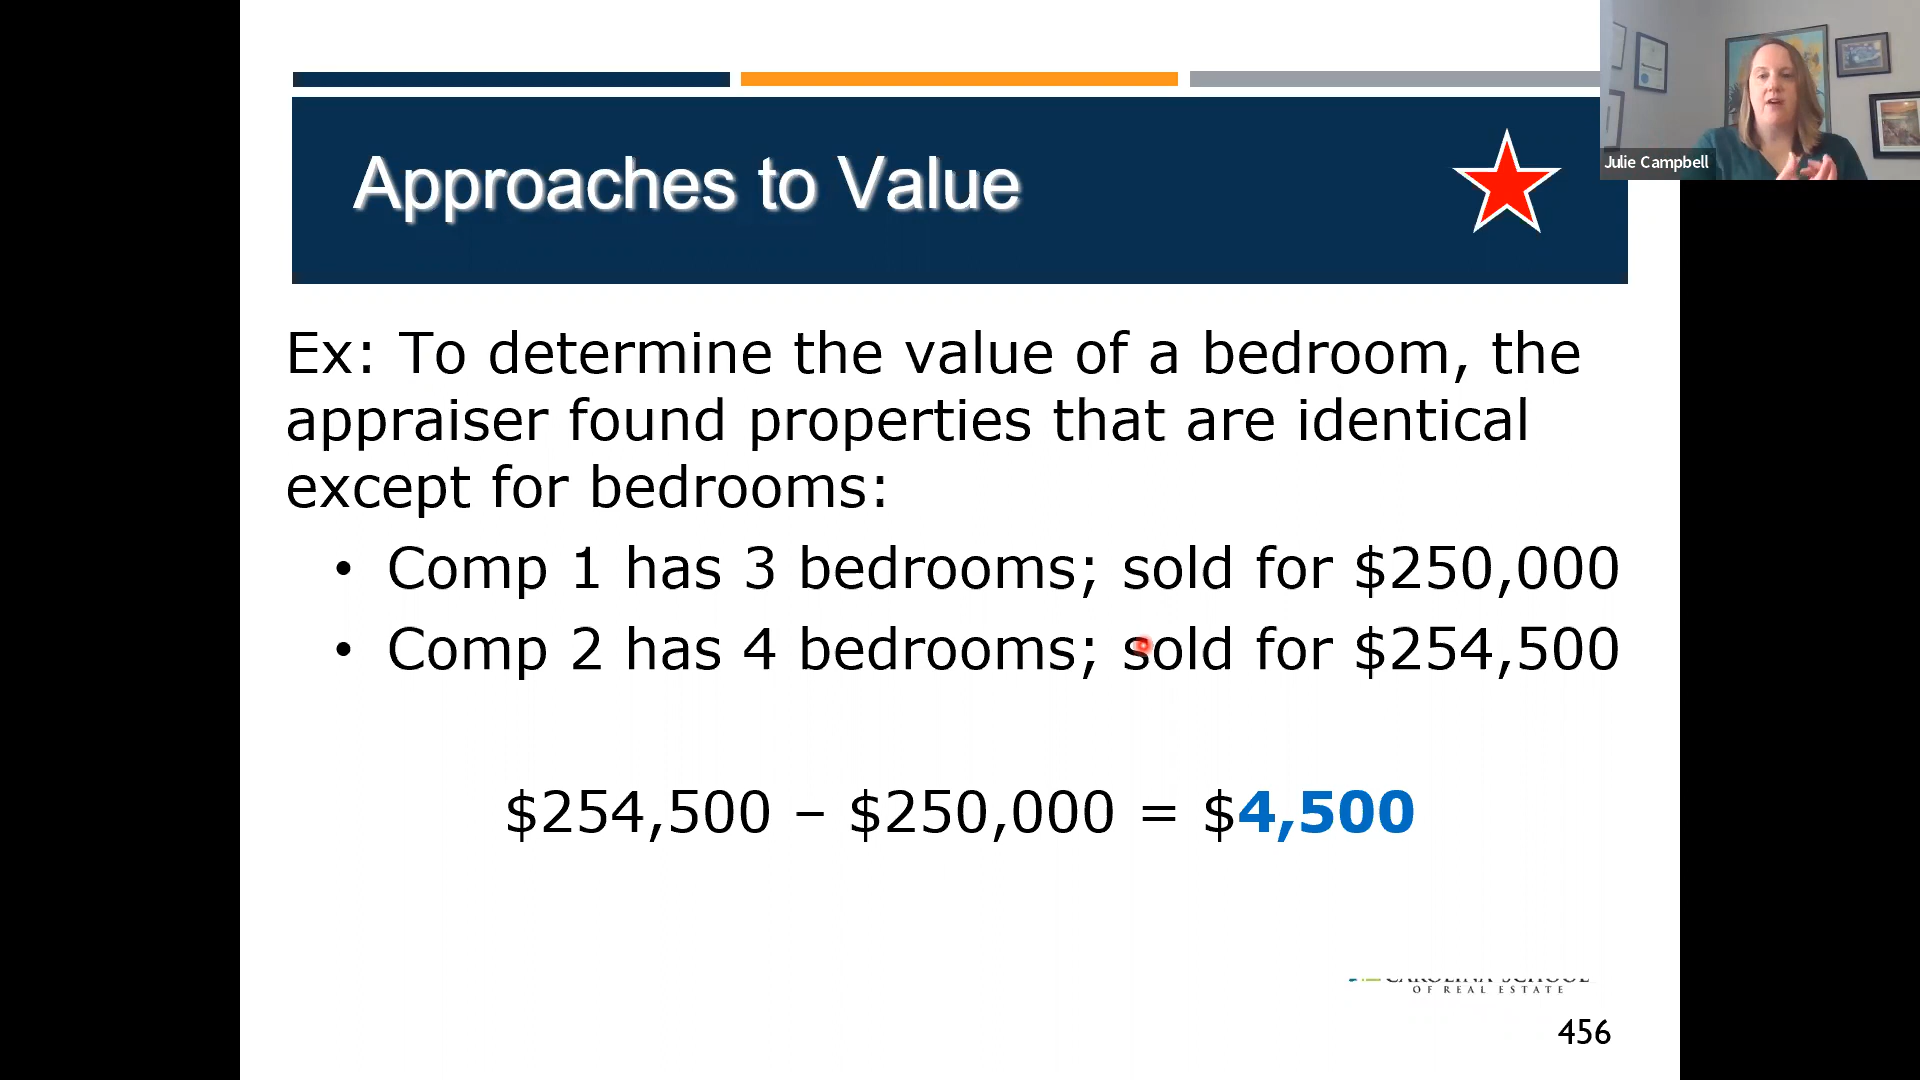 Approaches to Value
Julie Campbell
Ex: To determine the value of a bedroom, the
appraiser found properties that are identical
except for bedrooms:
• Comp 1 has 3 bedrooms; sold for $250,000
• Comp 2 has 4 bedrooms; sold for $254,500
$254,500 – $250,000 = $4,500
CAROLINA SCHOOL
OF REAL ESTATE
456